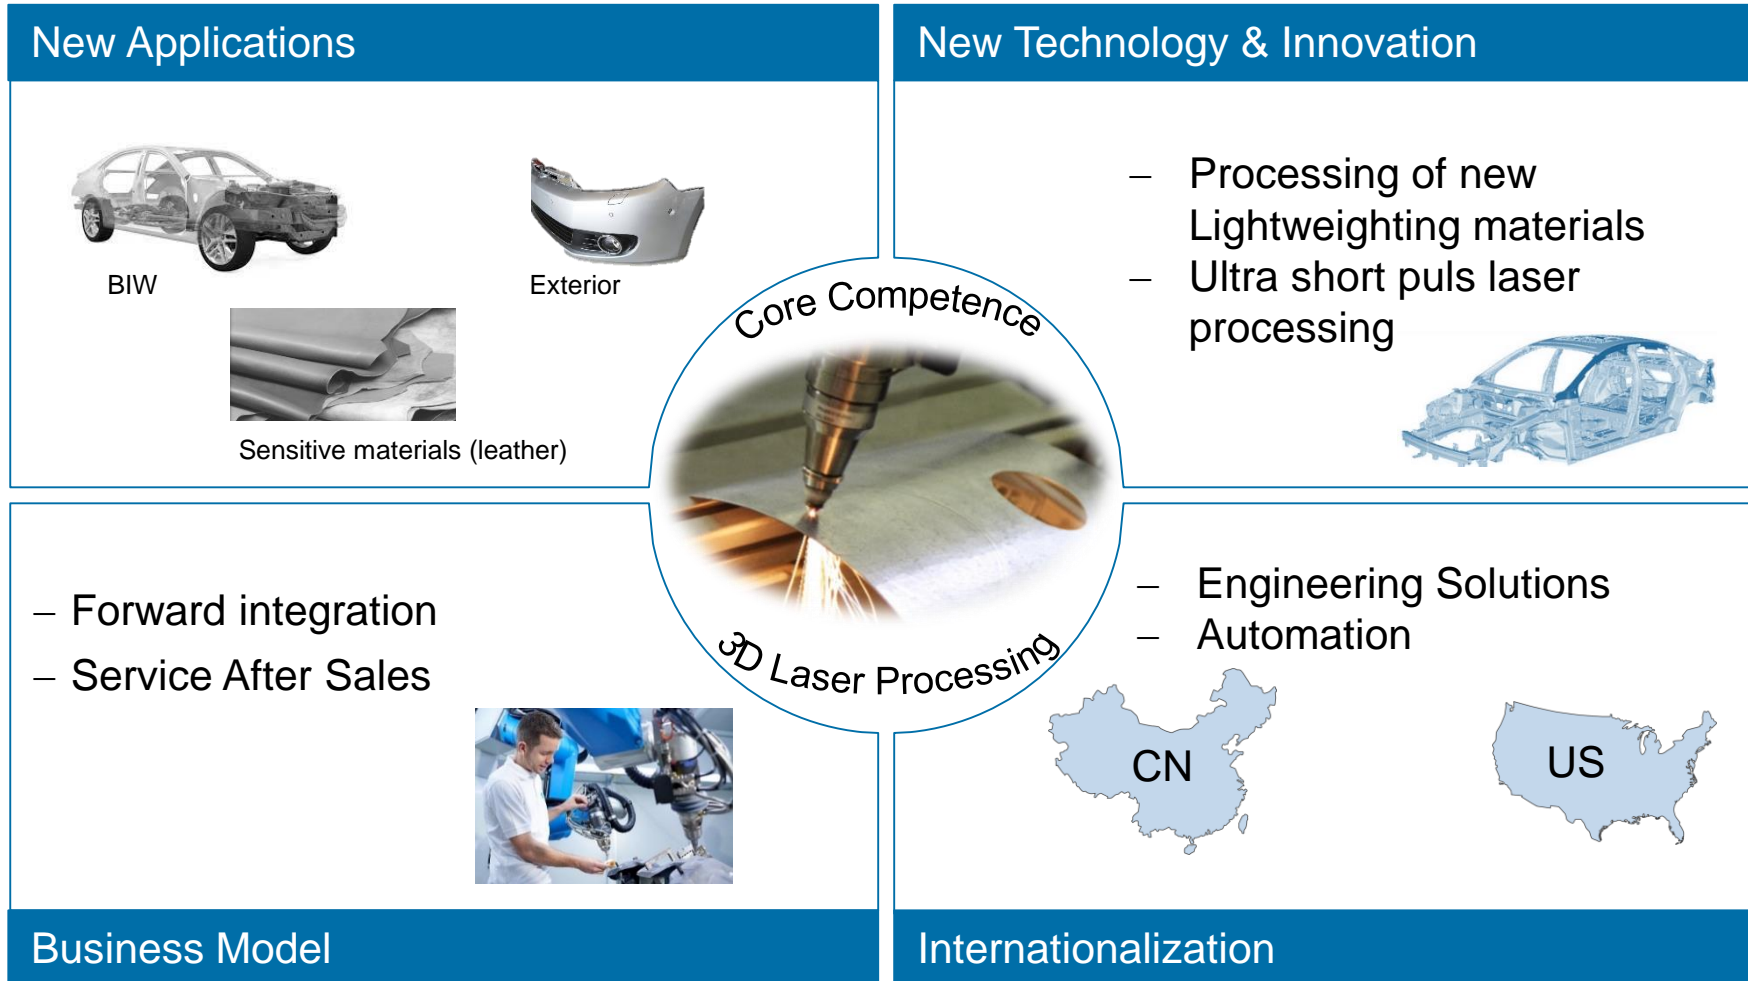 New Applications
BIW
Exterior
Sensitive materials (leather)
New Technology & Innovation
– Processing of new
Lightweighting materials
– Ultra short puls laser
processing
Core Competence
3D Laser Processing
– Forward integration
– Service After Sales
Business Model
– Engineering Solutions
– Automation
CN
US
Internationalization